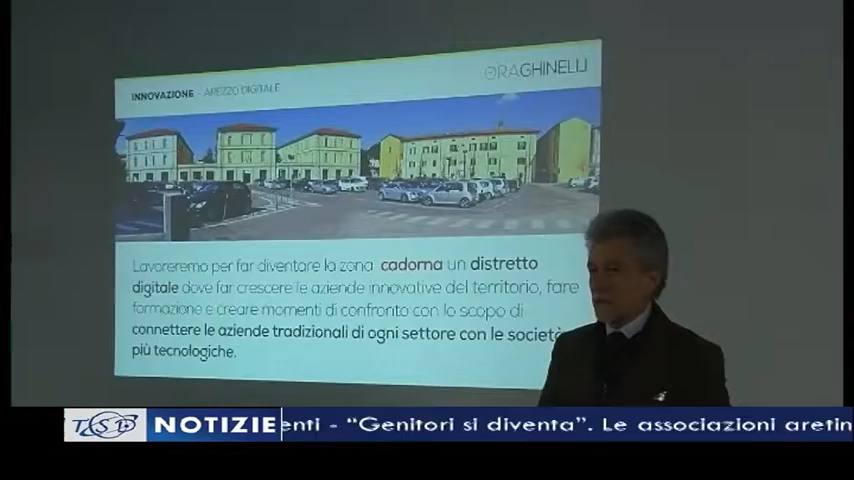 INNOVAZIONE - AREZZO DIGITALE
ORAGHINELLI
Lavoreremo per far diventare la zona cadorna un distretto
digitale dove far crescere le aziende innovative del territorio, fare
formazione e creare momenti di confronto con lo scopo di
connettere le aziende tradizionali di ogni settore con le società
più tecnologiche.
TSD NOTIZIE enti - “Genitori si diventa”. Le associazioni aretin